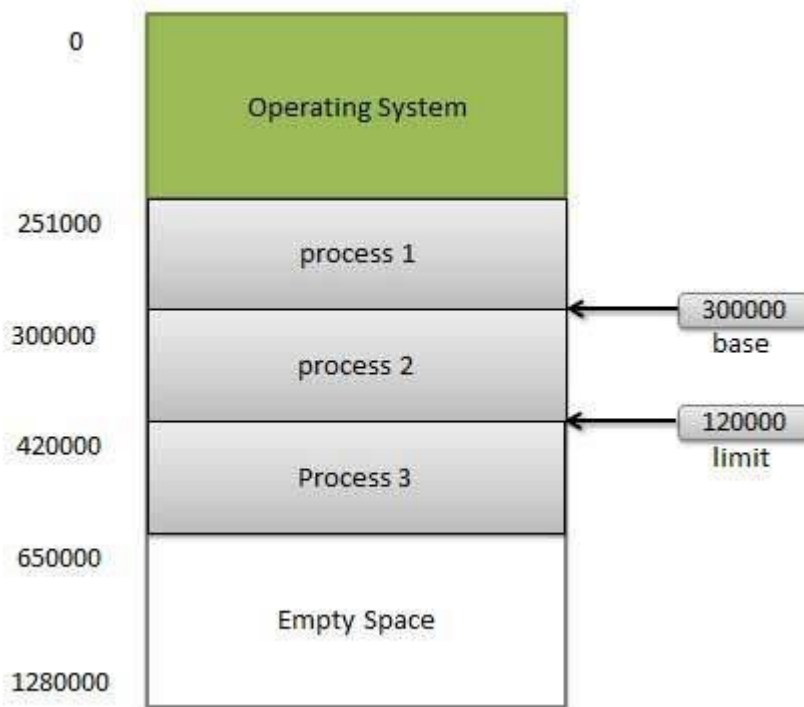 0
Operating System
251000
process 1
300000
300000
base
process 2
420000
120000
limit
Process 3
650000
Empty Space
1280000